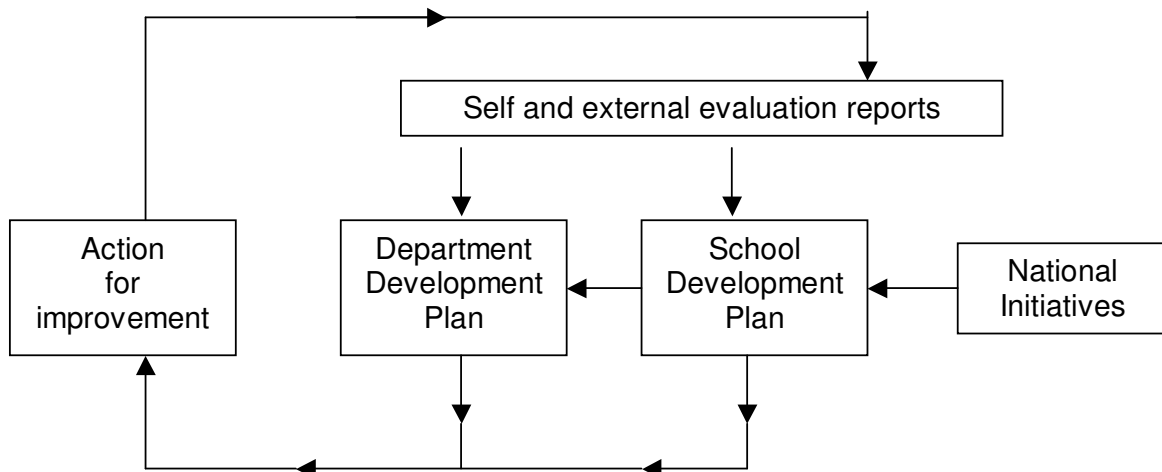 Self and external evaluation reports
Action
for
improvement
Department
Development
Plan
School
Development
Plan
National
Initiatives